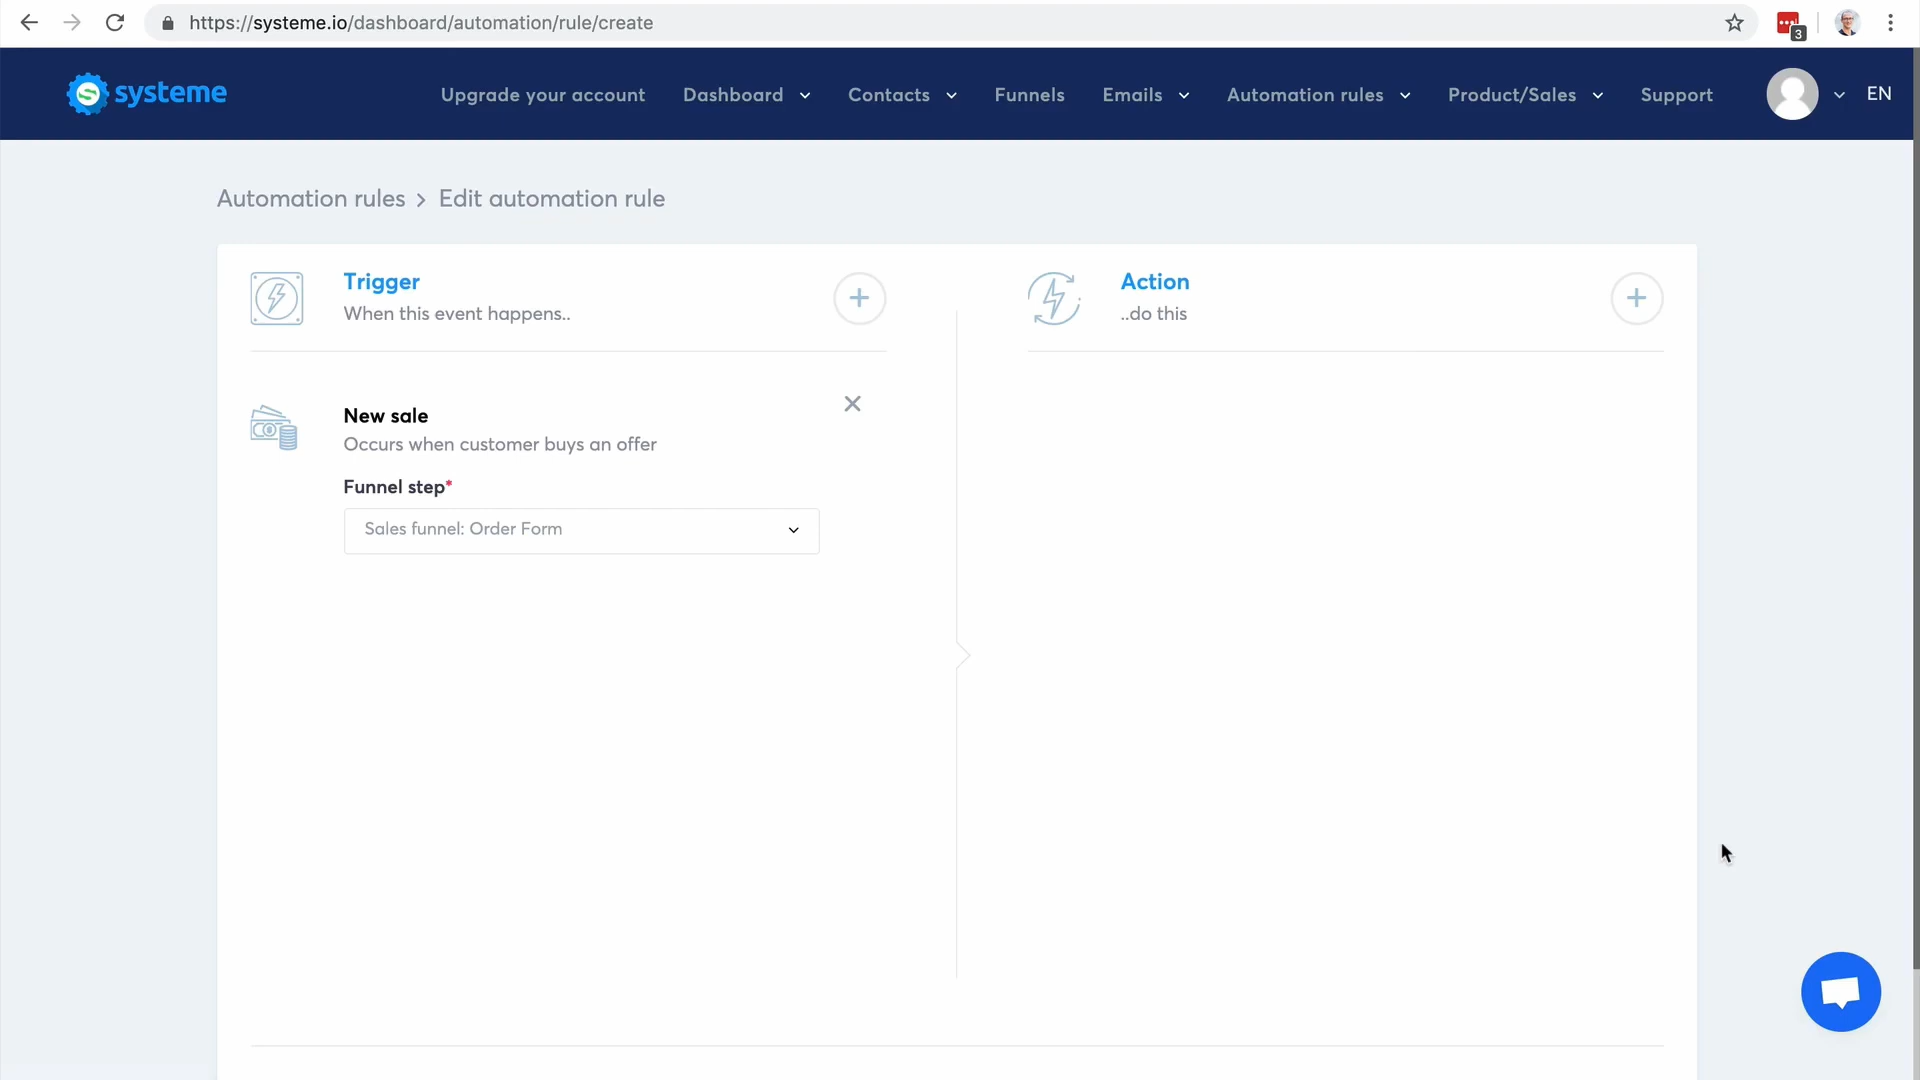 https://systeme.io/dashboard/automation/rule/create
3
systeme
Upgrade your account
Dashboard
Contacts
Funnels
Emails
Automation rules
Product/Sales
Support
EN
Automation rules > Edit automation rule
Trigger
When this event happens..
Action
..do this
New sale
Occurs when customer buys an offer
Funnel step*
Sales funnel: Order Form